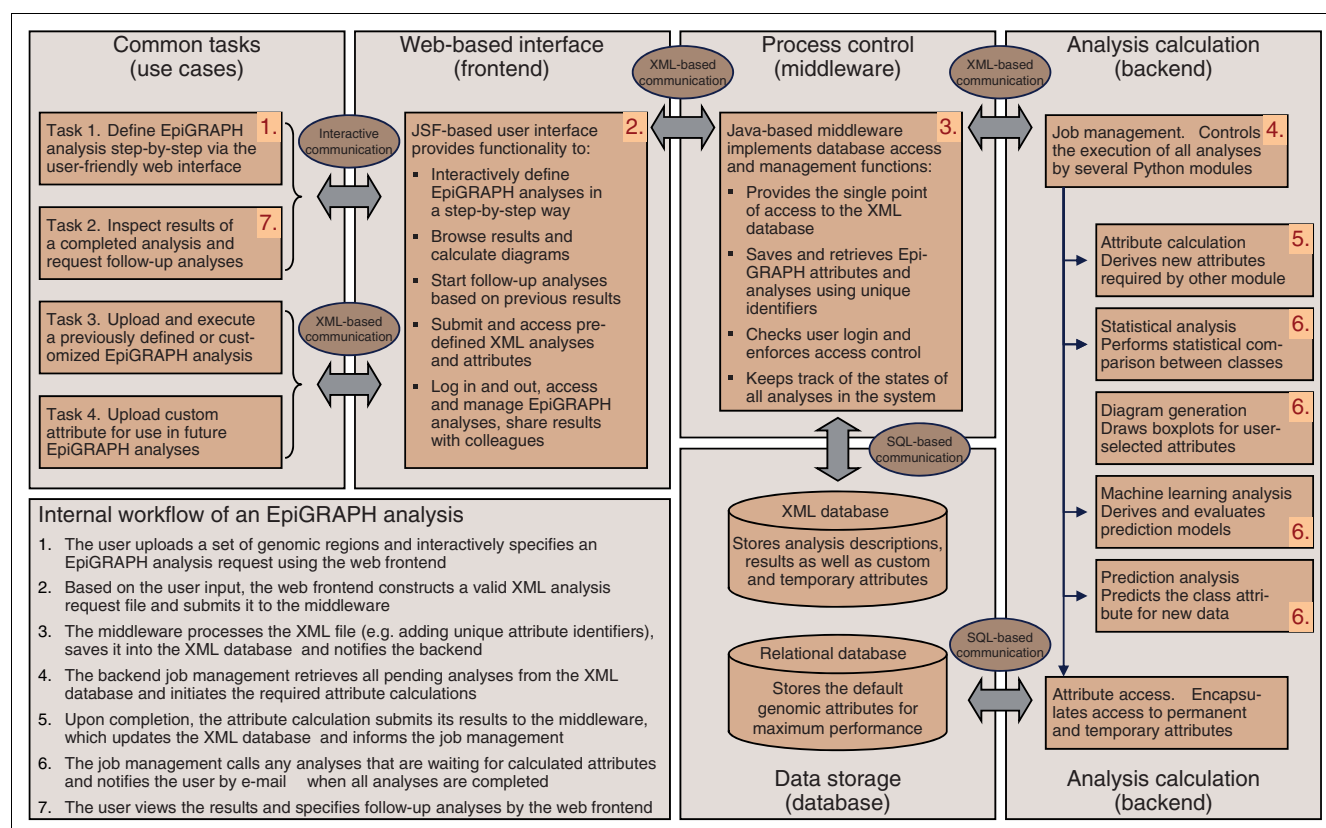 Common tasks
(use cases)
Task 1. Define EpiGRAPH
analysis step-by-step via the
user-friendly web interface
1.
Task 2. Inspect results of
a completed analysis and
request follow-up analyses
7.
Task 3. Upload and execute
a previously defined or cust-
omized EpiGRAPH analysis
Task 4. Upload custom
attribute for use in future
EpiGRAPH analyses
Interactive
communication
XML-based
communication
Web-based interface
(frontend)
JSF-based user interface
provides functionality to:
2.
▪ Interactively define
EpiGRAPH analyses in
a step-by-step way
▪ Browse results and
calculate diagrams
▪ Start follow-up analyses
based on previous results
▪ Submit and access pre-
defined XML analyses
and attributes
▪ Log in and out, access
and manage EpiGRAPH
analyses, share results
with colleagues
XML-based
communication
Process control
(middleware)
Java-based middleware
implements database access
and management functions:
3.
▪ Provides the single point
of access to the XML
database
▪ Saves and retrieves Epi-
GRAPH attributes and
analyses using unique
identifiers
▪ Checks user login and
enforces access control
▪ Keeps track of the states of
all analyses in the system
XML-based
communication
SQL-based
communication
XML database
Stores analysis descriptions,
results as well as custom
and temporary attributes
Relational database
Stores the default
genomic attributes for
maximum performance
SQL-based
communication
Data storage
(database)
Analysis calculation
(backend)
Job management. Controls
the execution of all analyses
by several Python modules
4.
Attribute calculation
Derives new attributes
required by other module
5.
Statistical analysis
Performs statistical com-
parison between classes
6.
Diagram generation
Draws boxplots for user-
selected attributes
6.
Machine learning analysis
Derives and evaluates
prediction models
6.
Prediction analysis
Predicts the class attri-
bute for new data
6.
Attribute access. Encapsu-
lates access to permanent
and temporary attributes
Analysis calculation
(backend)
Internal workflow of an EpiGRAPH analysis
1. The user uploads a set of genomic regions and interactively specifies an
EpiGRAPH analysis request using the web frontend
2. Based on the user input, the web frontend constructs a valid XML analysis
request file and submits it to the middleware
3. The middleware processes the XML file (e.g. adding unique attribute identifiers),
saves it into the XML database and notifies the backend
4. The backend job management retrieves all pending analyses from the XML
database and initiates the required attribute calculations
5. Upon completion, the attribute calculation submits its results to the middleware,
which updates the XML database and informs the job management
6. The job management calls any analyses that are waiting for calculated attributes
and notifies the user by e-mail when all analyses are completed
7. The user views the results and specifies follow-up analyses by the web frontend